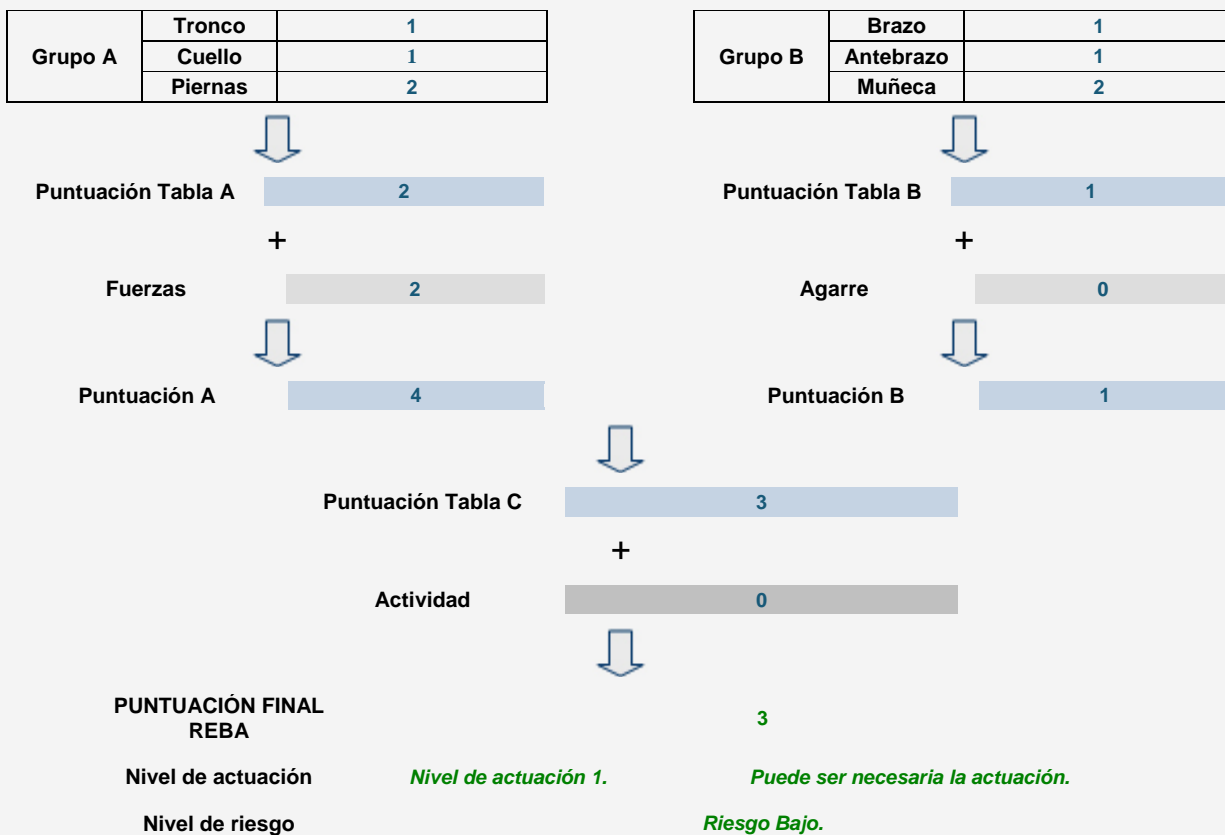 Grupo A
Tronco 1
Cuello 1
Piernas 2
Grupo B
Brazo 1
Antebrazo 1
Muñeca 2
Puntuación Tabla A 2
Puntuación Tabla B 1
+
+
Fuerzas 2
Agarre 0
Puntuación A 4
Puntuación B 1
Puntuación Tabla C 3
+
Actividad 0
PUNTUACIÓN FINAL
REBA
3
Nivel de actuación Nivel de actuación 1. Puede ser necesaria la actuación.
Nivel de riesgo Riesgo Bajo.